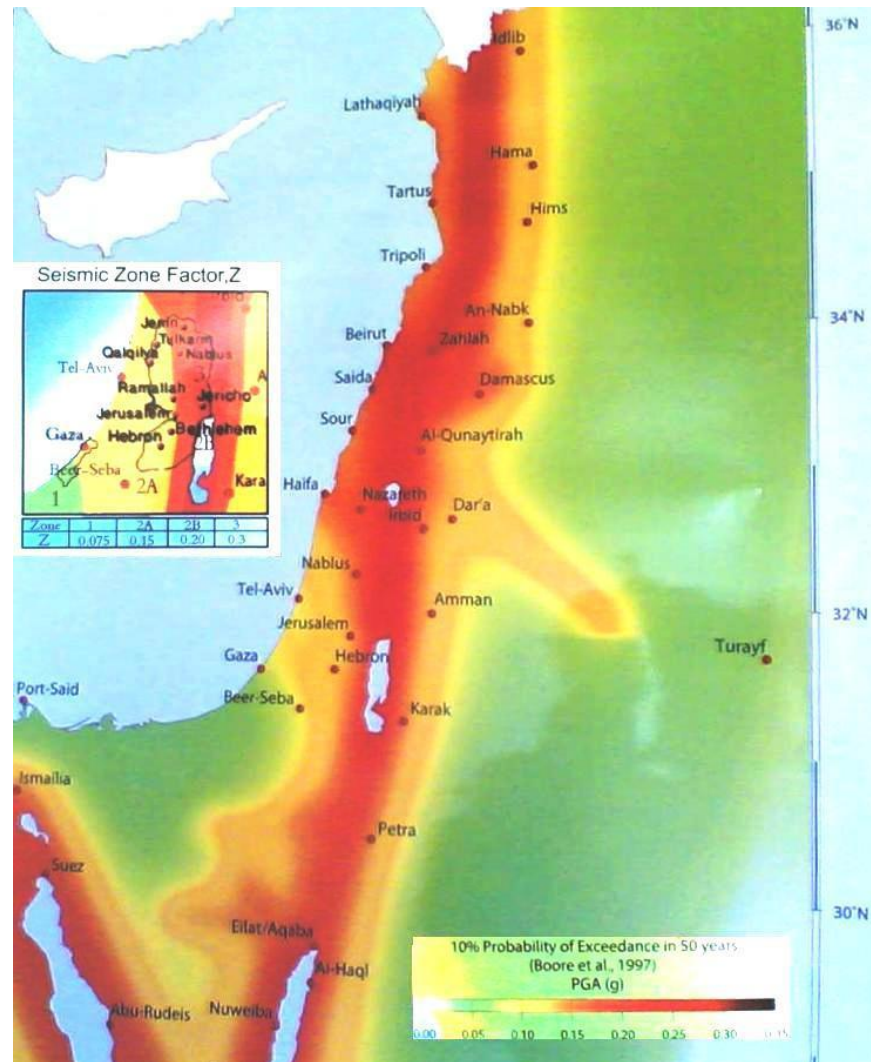 36°N
Idlib
Lathaqiyah
Hama
Tartus
Hims
Tripoli
Seismic Zone Factor,Z
An-Nabk
34°N
Beirut
Zahlah
Jenin
Tulkarm
Qalqilya
Nablus
Tel-Aviv
3
Saida
Damascus
Ramallah
Jericho
A
Jerusalem
Sour
Al-Qunaytirah
Gaza
Hebron
Bethlehem
2B
Beer-Seba
Kara
1
2A
Haifa
Nazareth
Dar'a
Irbid
Zone 1 2A 2B 3
Z 0.075 0.15 0.20 0.3
Nablus
Tel-Aviv
Amman
32°N
Jerusalem
Turayf
Gaza
Hebron
Port-Said
Beer-Seba
Karak
Ismailia
Petra
Suez
30°N
Eilat/Aqaba
10% Probability of Exceedance in 50 years
(Boore et al., 1997)
PGA (g)
Al-Haql
Abu-Rudeis
Nuweiba
0.00 0.05 0.10 0.15 0.20 0.25 0.30 0.35